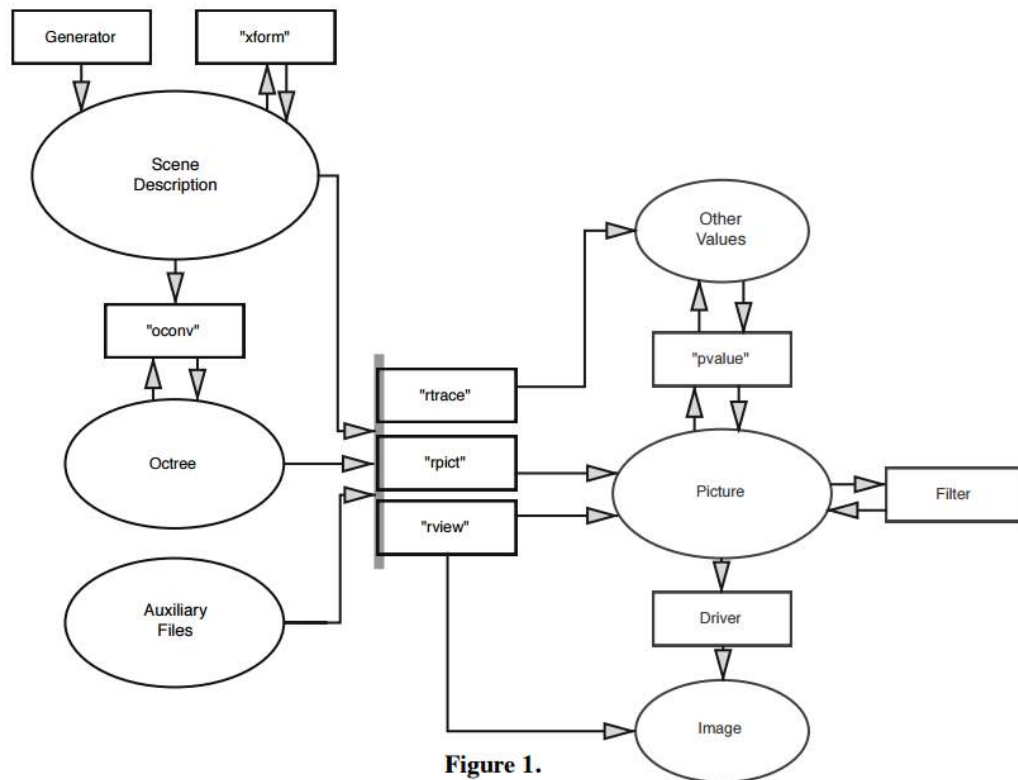 Generator
"xform"
Scene
Description
Other
Values
"oconv"
"pvalue"
"rtrace"
Octree
"rpict"
Picture
Filter
"rview"
Auxiliary
Files
Driver
Image
Figure 1.